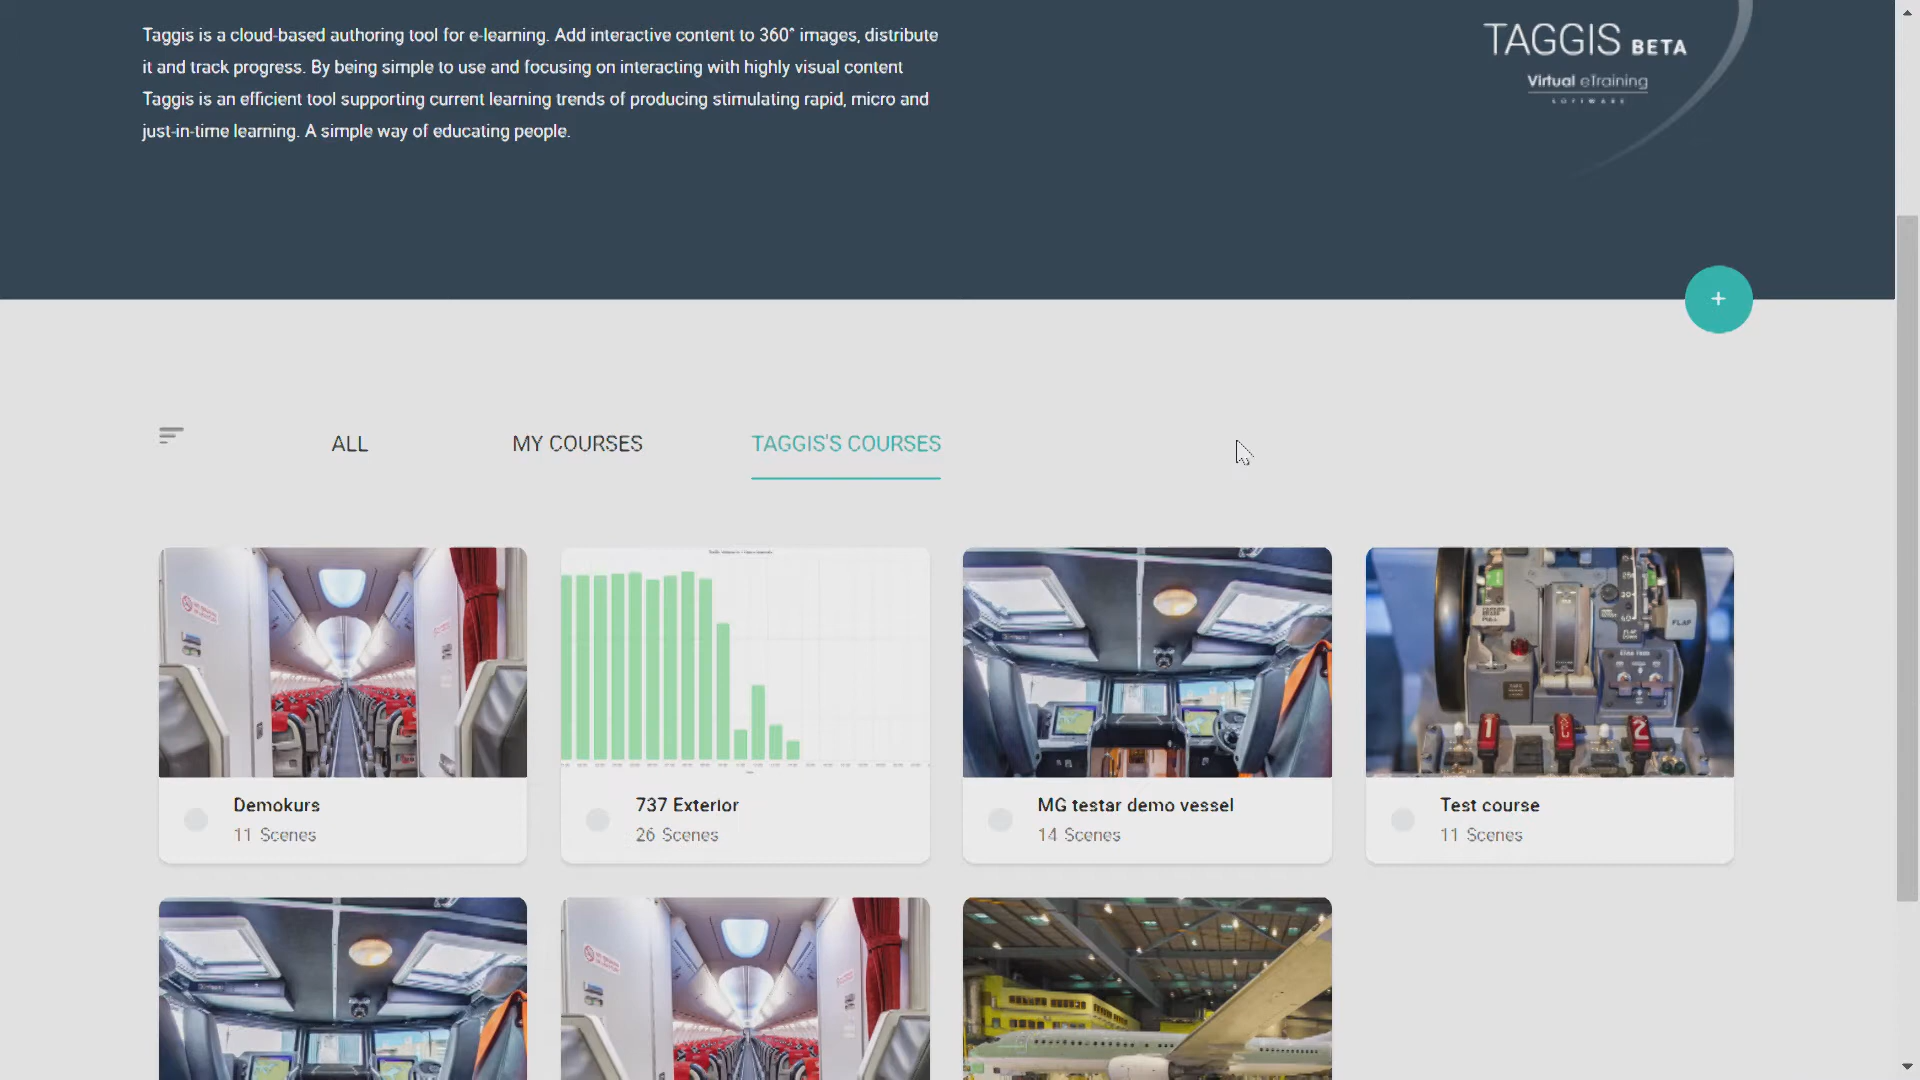 Taggis is a cloud-based authoring tool for e-learning. Add interactive content to 360° images, distribute
it and track progress. By being simple to use and focusing on interacting with highly visual content
Taggis is an efficient tool supporting current learning trends of producing stimulating rapid, micro and
just-in-time learning. A simple way of educating people.
TAGGIS BETA
Virtual eTraining
SOFTWARE
+
ALL
MY COURSES
TAGGIS'S COURSES
FLAP
1
2
Demokurs
11 Scenes
737 Exterior
26 Scenes
MG testar demo vessel
14 Scenes
Test course
11 Scenes